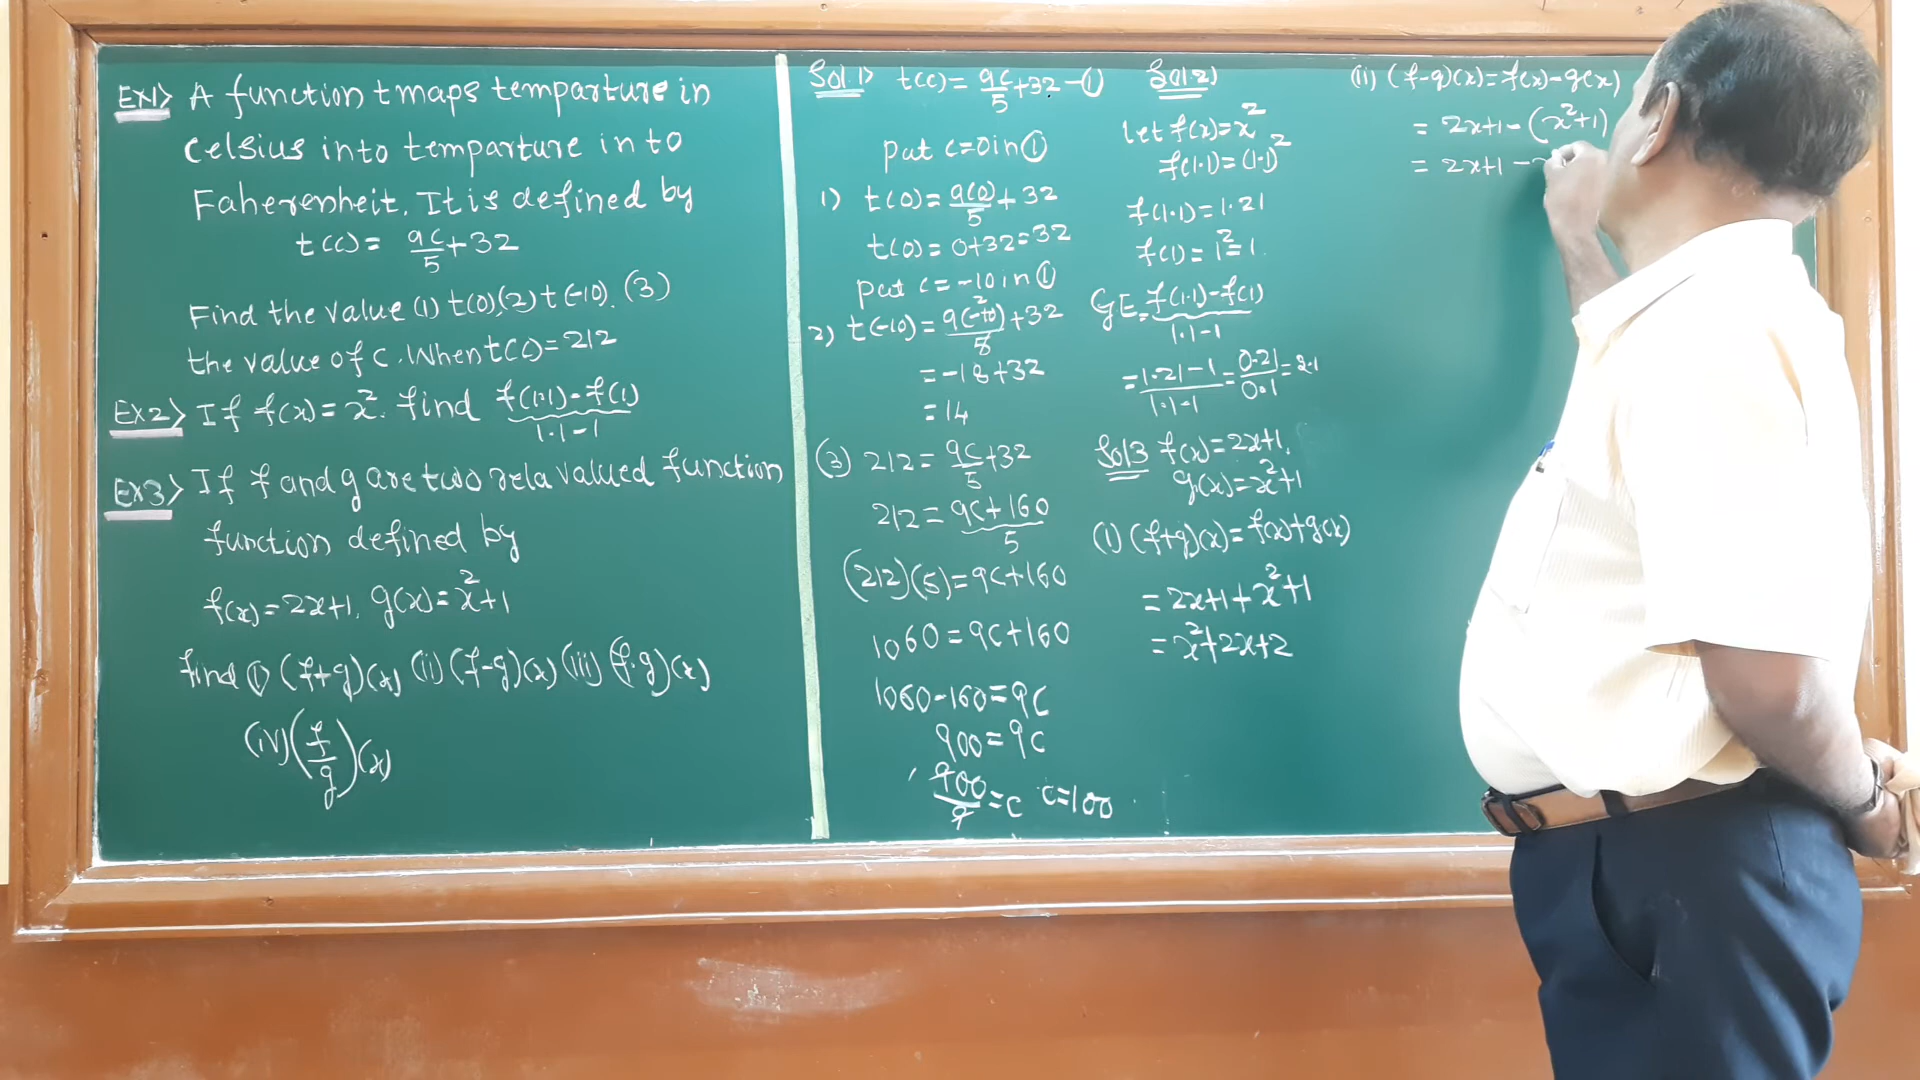 Ex1) A function t maps temparture in
celsius into temparture in to
Faherenheit. It is defined by
t(c) = 9c/5 + 32
Find the value (1) t(0),(2) t(-10). (3)
the value of c. When t(c) = 212
Ex2) If f(x) = x². find f(1.1)-f(1)/1.1-1
Ex3) If f and g are two rela valued function
function defined by
f(x) = 2x+1, g(x) = x²+1
find (i) (f+g)(x) (ii) (f-g)(x) (iii) (f.g)(x)
(iv) (f/g)(x)
Sol.1) t(c) = 9c/5 + 32 - ①
put c=0 in ①
1) t(0) = 9(0)/5 + 32
t(0) = 0+32 = 32
put c = -10 in ①
2) t(-10) = 9(-10)/5 + 32
2
= -18+32
= 14
(3) 212 = 9c/5 + 32
212 = 9c+160/5
(212)(5) = 9c+160
1060 = 9c+160
1060-160 = 9c
900 = 9c
900/9 = c c=100
Sol.2)
let f(x) = x²
f(1.1) = (1.1)²
f(1.1) = 1.21
f(1) = 1² = 1.
GE = f(1.1)-f(1)/1.1-1
= 1.21-1/1.1-1 = 0.21/0.1 = 2.1
Sol3 f(x) = 2x+1,
g(x) = x²+1
(i) (f+g)(x) = f(x)+g(x)
= 2x+1+x²+1
= x²+2x+2
(ii) (f-g)(x) = f(x)-g(x)
= 2x+1-(x²+1)
= 2x+1-